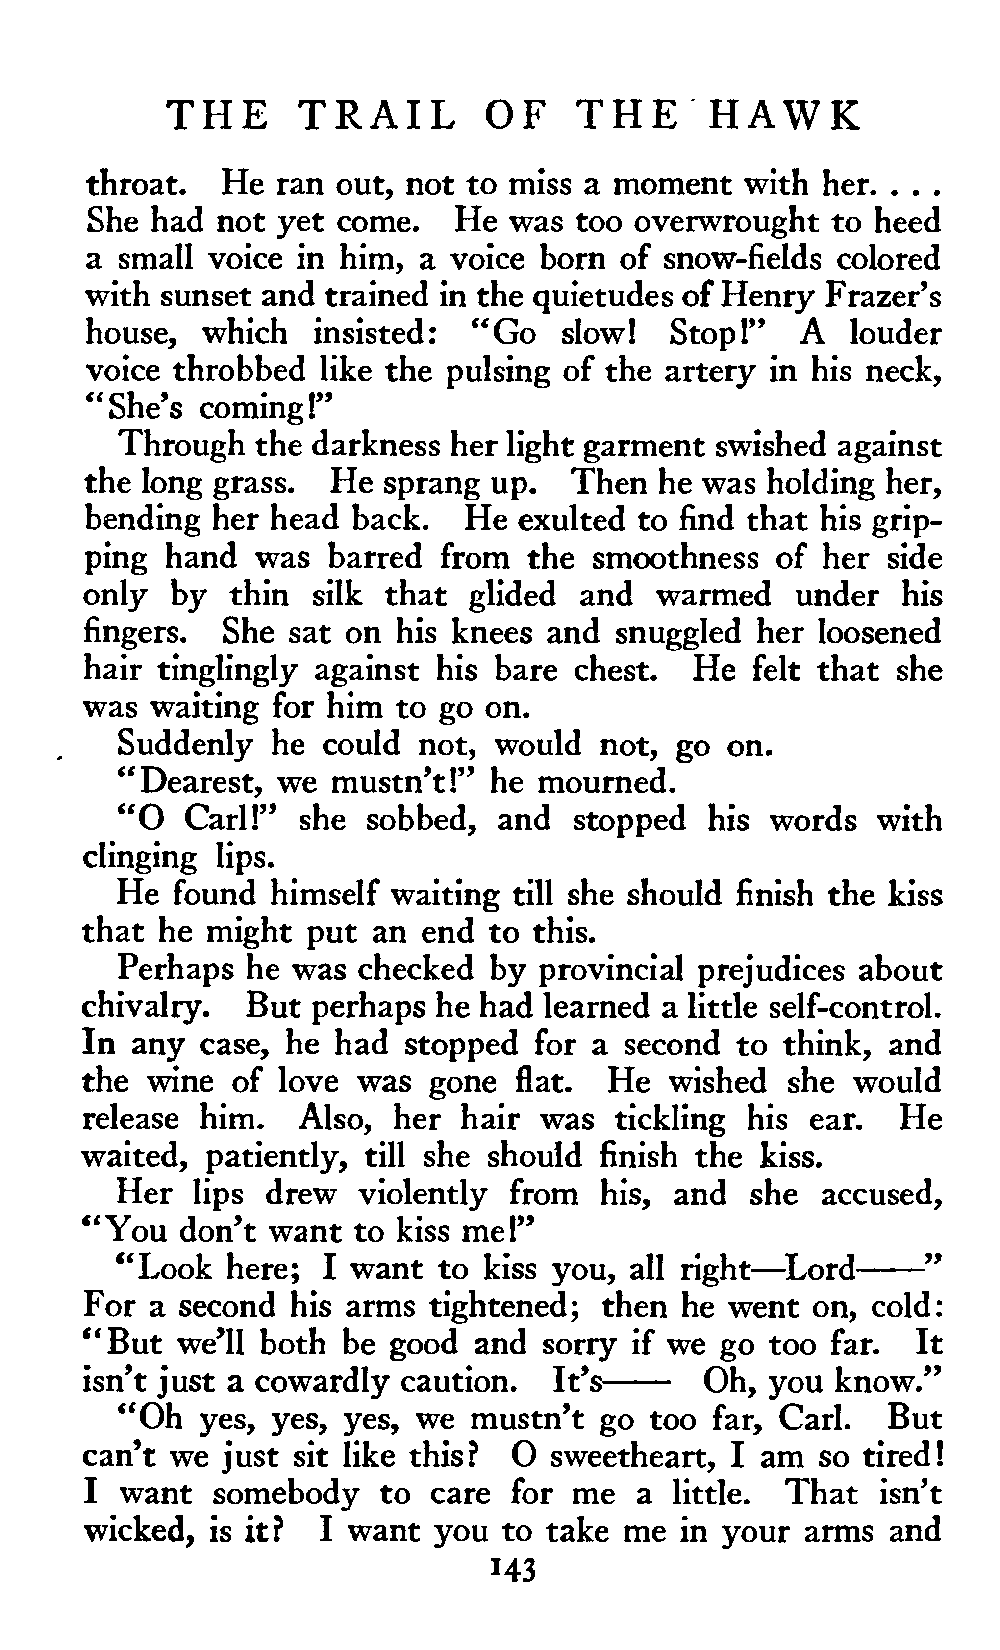 THE TRAIL OF THE HAWK
throat. He ran out, not to miss a moment with her. . . .
She had not yet come. He was too overwrought to heed
a small voice in him, a voice born of snow-fields colored
with sunset and trained in the quietudes of Henry Frazer's
house, which insisted: "Go slow! Stop!" A louder
voice throbbed like the pulsing of the artery in his neck,
"She's coming!"
Through the darkness her light garment swished against
the long grass. He sprang up. Then he was holding her,
bending her head back. He exulted to find that his grip-
ping hand was barred from the smoothness of her side
only by thin silk that glided and warmed under his
fingers. She sat on his knees and snuggled her loosened
hair tinglingly against his bare chest. He felt that she
was waiting for him to go on.
Suddenly he could not, would not, go on.
"Dearest, we mustn't!" he mourned.
"O Carl!" she sobbed, and stopped his words with
clinging lips.
He found himself waiting till she should finish the kiss
that he might put an end to this.
Perhaps he was checked by provincial prejudices about
chivalry. But perhaps he had learned a little self-control.
In any case, he had stopped for a second to think, and
the wine of love was gone flat. He wished she would
release him. Also, her hair was tickling his ear. He
waited, patiently, till she should finish the kiss.
Her lips drew violently from his, and she accused,
"You don't want to kiss me!"
"Look here; I want to kiss you, all right—Lord——"
For a second his arms tightened; then he went on, cold:
"But we'll both be good and sorry if we go too far. It
isn't just a cowardly caution. It's—— Oh, you know."
"Oh yes, yes, yes, we mustn't go too far, Carl. But
can't we just sit like this? O sweetheart, I am so tired!
I want somebody to care for me a little. That isn't
wicked, is it? I want you to take me in your arms and
143